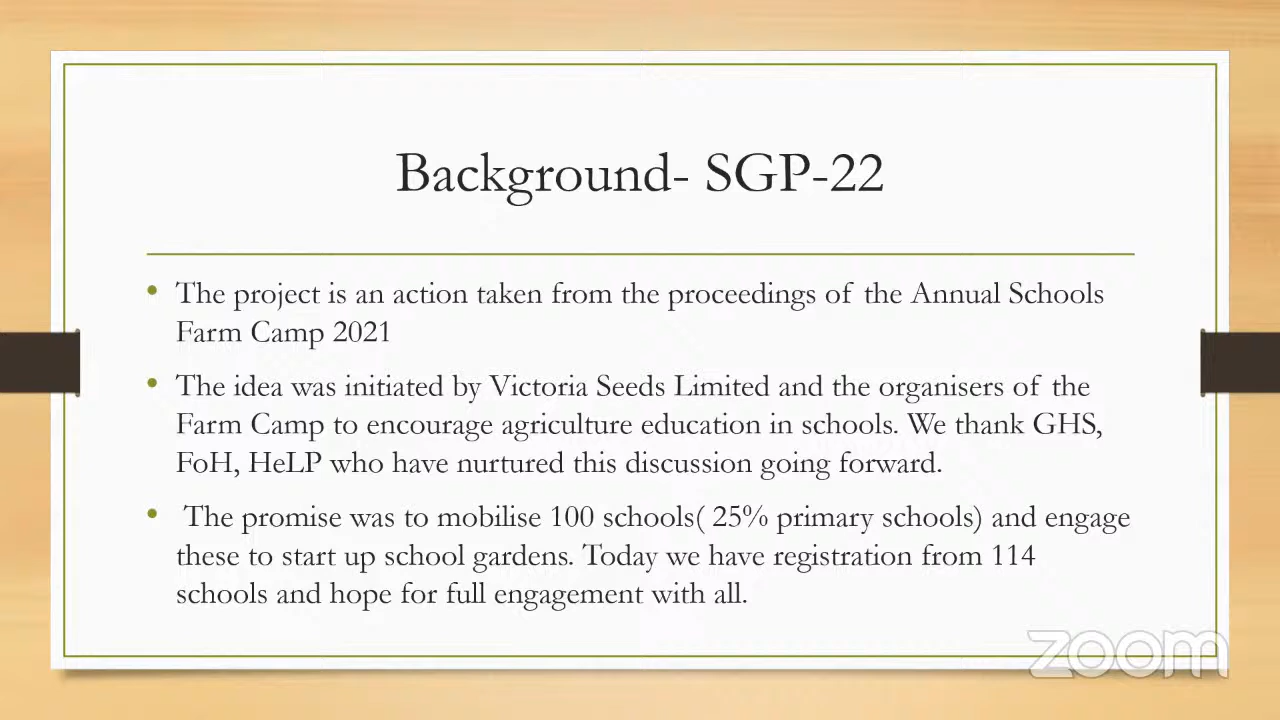 Background- SGP-22
• The project is an action taken from the proceedings of the Annual Schools
Farm Camp 2021
• The idea was initiated by Victoria Seeds Limited and the organisers of the
Farm Camp to encourage agriculture education in schools. We thank GHS,
FoH, HeLP who have nurtured this discussion going forward.
• The promise was to mobilise 100 schools( 25% primary schools) and engage
these to start up school gardens. Today we have registration from 114
schools and hope for full engagement with all.
zoom